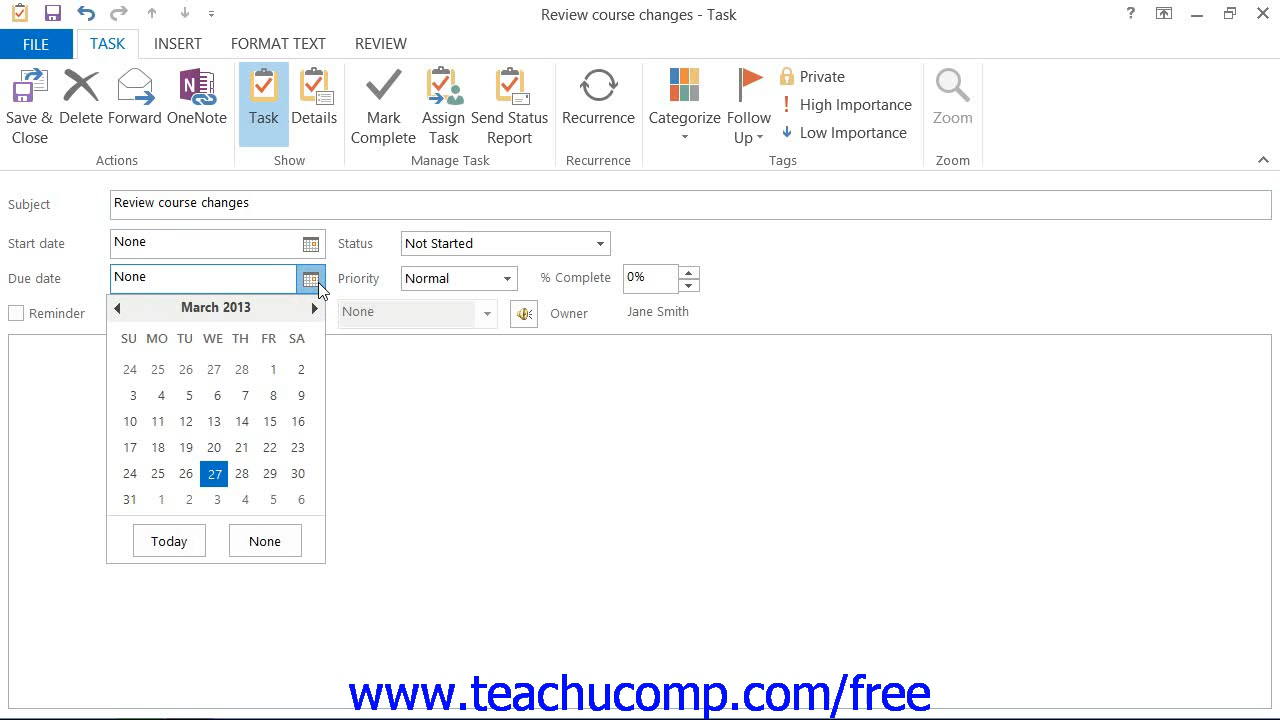 Review course changes - Task
?
FILE TASK INSERT FORMAT TEXT REVIEW
Save & Close Delete Forward OneNote
Actions
Task Details
Show
Mark Complete Assign Task Send Status Report
Manage Task
Recurrence
Recurrence
Categorize Follow Up
Private
! High Importance
Low Importance
Tags
Zoom
Zoom
Subject Review course changes
Start date None Status Not Started
Due date None Priority Normal % Complete 0%
Reminder None Owner Jane Smith
March 2013
SU MO TU WE TH FR SA
24 25 26 27 28 1 2
3 4 5 6 7 8 9
10 11 12 13 14 15 16
17 18 19 20 21 22 23
24 25 26 27 28 29 30
31 1 2 3 4 5 6
Today None
www.teachucomp.com/free